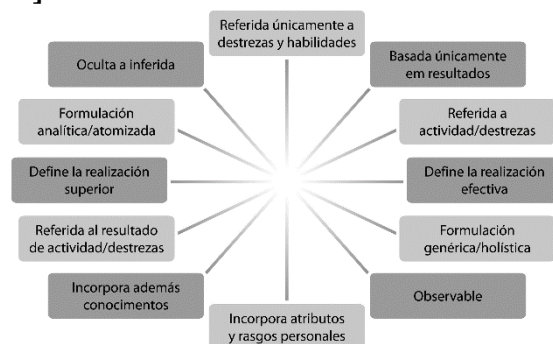 Referida únicamente a
destrezas y habilidades
Oculta a inferida
Basada únicamente
em resultados
Formulación
analítica/atomizada
Referida a
actividad/destrezas
Define la realización
superior
Define la realización
efectiva
Referida al resultado
de actividad/destrezas
Formulación
genérica/holística
Incorpora además
conocimientos
Observable
Incorpora atributos
y rasgos personales